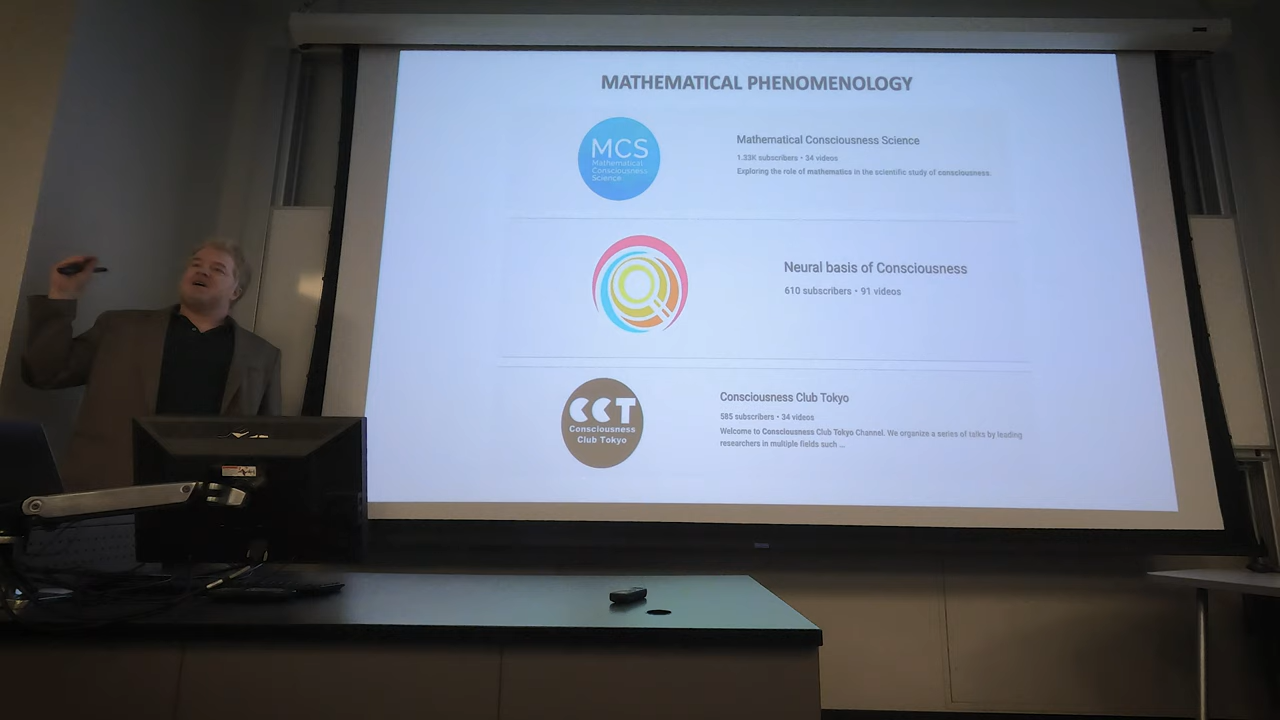 MATHEMATICAL PHENOMENOLOGY
MCS
Mathematical
Consciousness
Science
Mathematical Consciousness Science
1.33K subscribers • 34 videos
Exploring the role of mathematics in the scientific study of consciousness.
Neural basis of Consciousness
610 subscribers • 91 videos
CCT
Consciousness
Club Tokyo
Consciousness Club Tokyo
585 subscribers • 34 videos
Welcome to Consciousness Club Tokyo Channel. We organize a series of talks by leading
researchers in multiple fields such ...